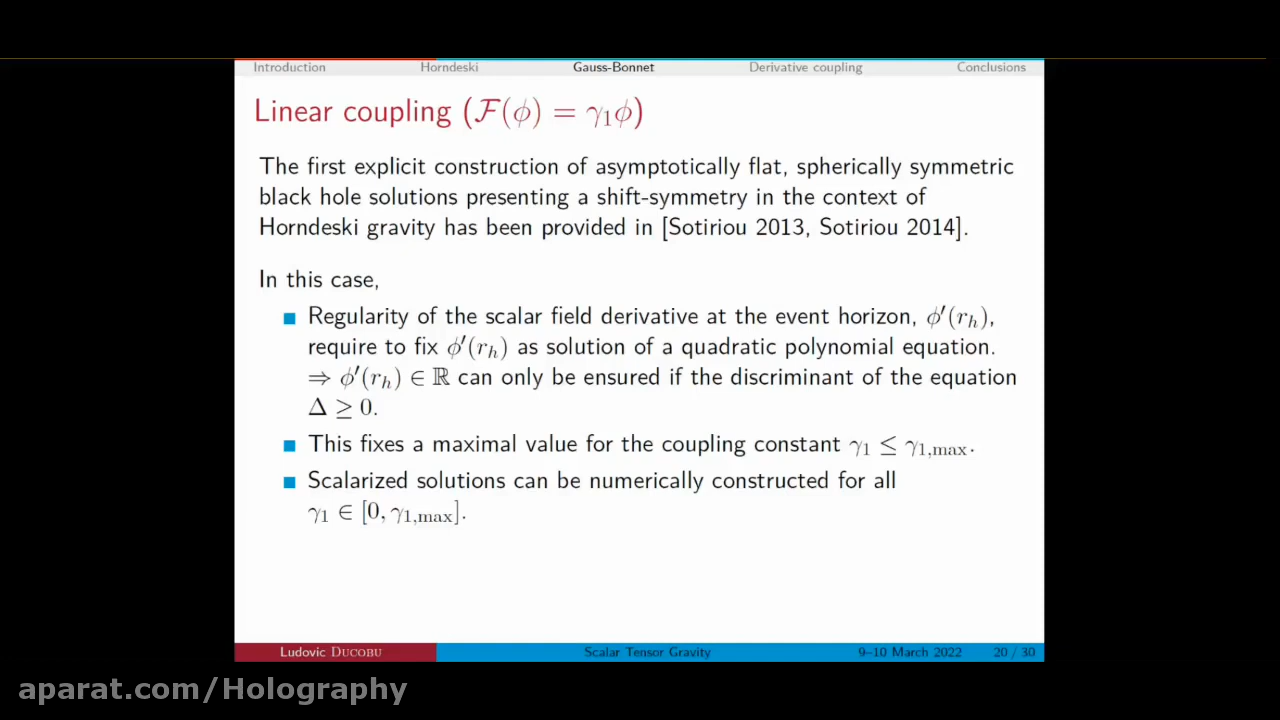 Introduction Horndeski Gauss-Bonnet Derivative coupling Conclusions
Linear coupling (ℱ(ϕ) = γ₁ϕ)
The first explicit construction of asymptotically flat, spherically symmetric
black hole solutions presenting a shift-symmetry in the context of
Horndeski gravity has been provided in [Sotiriou 2013, Sotiriou 2014].
In this case,
■ Regularity of the scalar field derivative at the event horizon, ϕ′(rₕ),
require to fix ϕ′(rₕ) as solution of a quadratic polynomial equation.
⇒ ϕ′(rₕ) ∈ ℝ can only be ensured if the discriminant of the equation
Δ ≥ 0.
■ This fixes a maximal value for the coupling constant γ₁ ≤ γ₁,max.
■ Scalarized solutions can be numerically constructed for all
γ₁ ∈ [0, γ₁,max].
Ludovic DUCOBU Scalar Tensor Gravity 9–10 March 2022 20 / 30
aparat.com/Holography